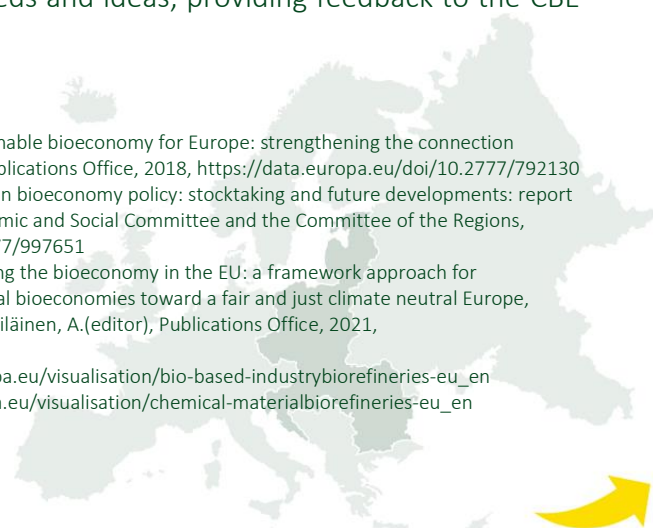 eds and ideas, providing feedback to the CBE
nable bioeconomy for Europe: strengthening the connection
blications Office, 2018, https://data.europa.eu/doi/10.2777/792130
n bioeconomy policy: stocktaking and future developments: report
mic and Social Committee and the Committee of the Regions,
7/997651
ng the bioeconomy in the EU: a framework approach for
al bioeconomies toward a fair and just climate neutral Europe,
iläinen, A.(editor), Publications Office, 2021,
pa.eu/visualisation/bio-based-industrybiorefineries-eu_en
a.eu/visualisation/chemical-materialbiorefineries-eu_en